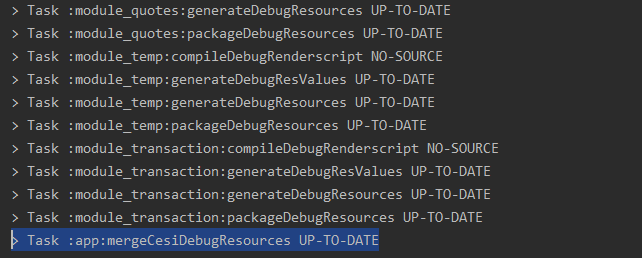 > Task :module_quotes:generateDebugResources UP-TO-DATE
> Task :module_quotes:packageDebugResources UP-TO-DATE
> Task :module_temp:compileDebugRenderscript NO-SOURCE
> Task :module_temp:generateDebugResValues UP-TO-DATE
> Task :module_temp:generateDebugResources UP-TO-DATE
> Task :module_temp:packageDebugResources UP-TO-DATE
> Task :module_transaction:compileDebugRenderscript NO-SOURCE
> Task :module_transaction:generateDebugResValues UP-TO-DATE
> Task :module_transaction:generateDebugResources UP-TO-DATE
> Task :module_transaction:packageDebugResources UP-TO-DATE
> Task :app:mergeCesiDebugResources UP-TO-DATE